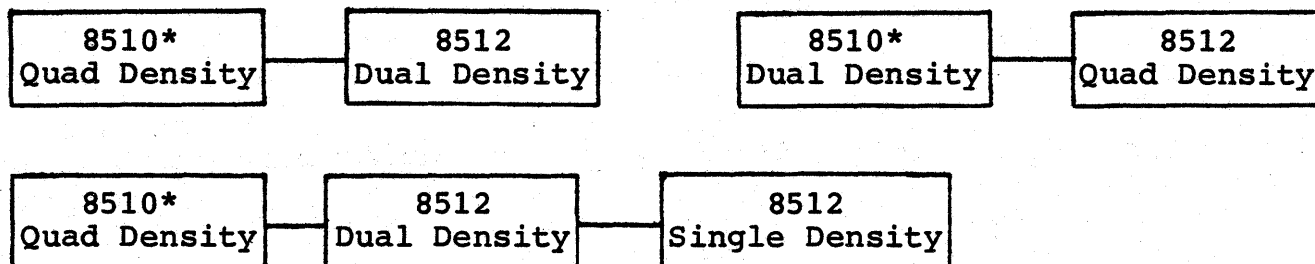 8510*
Quad Density
8512
Dual Density
8510*
Dual Density
8512
Quad Density
8510*
Quad Density
8512
Dual Density
8512
Single Density